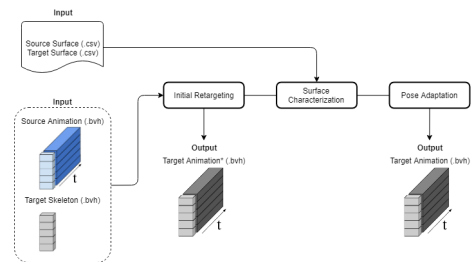 Input
Source Surface (.csv)
Target Surface (.csv)
Input
Source Animation (.bvh)
t
Target Skeleton (.bvh)
Initial Retargeting
Surface
Characterization
Pose Adaptation
Output
Target Animation* (.bvh)
t
Output
Target Animation (.bvh)
t